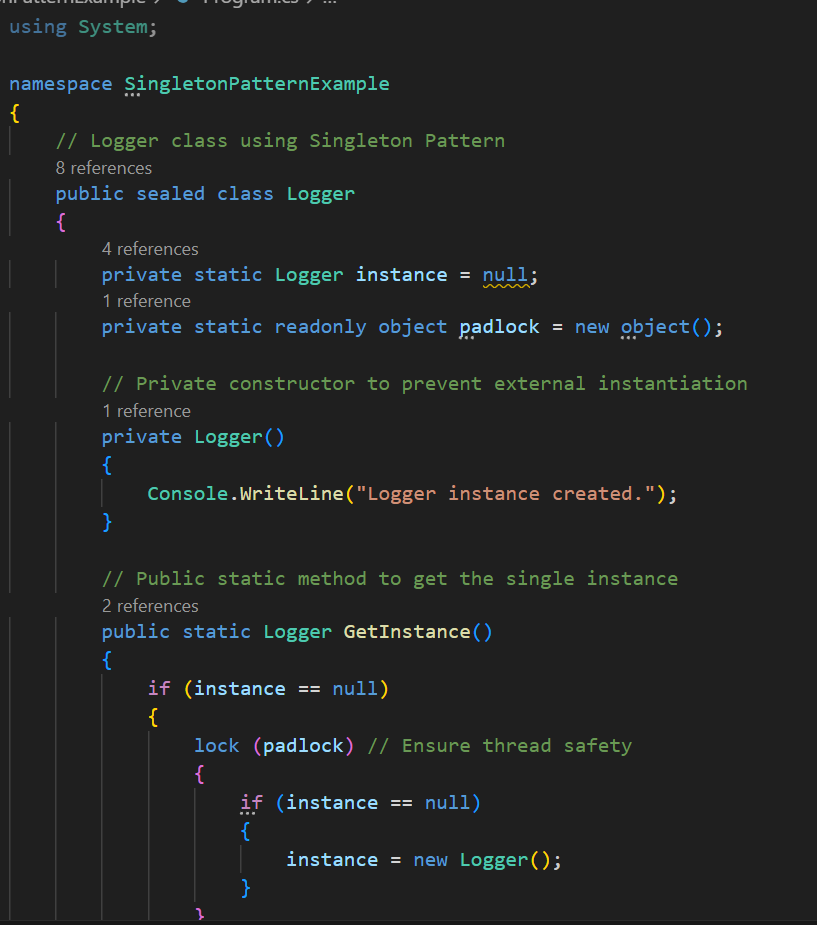 using System;
namespace SingletonPatternExample
{
// Logger class using Singleton Pattern
8 references
public sealed class Logger
{
4 references
private static Logger instance = null;
1 reference
private static readonly object padlock = new object();
// Private constructor to prevent external instantiation
1 reference
private Logger()
{
Console.WriteLine("Logger instance created.");
}
// Public static method to get the single instance
2 references
public static Logger GetInstance()
{
if (instance == null)
{
lock (padlock) // Ensure thread safety
{
if (instance == null)
{
instance = new Logger();
}
}